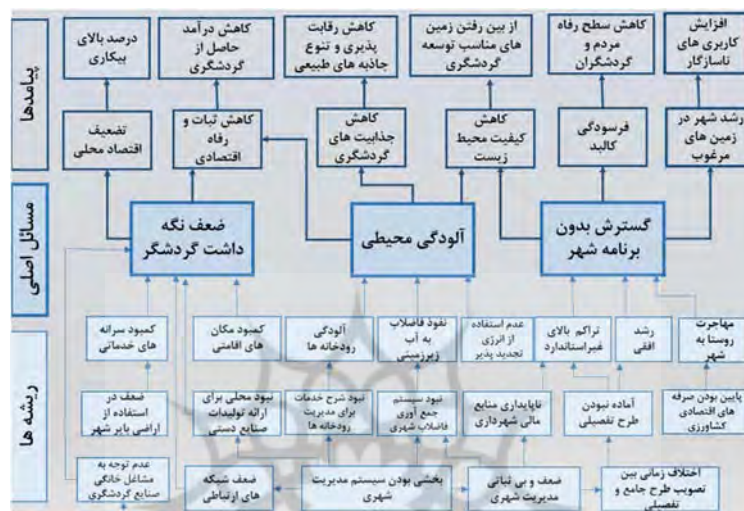 پیامدها
افزایش
کاربری های
ناسازگار
کاهش سطح رفاه
مردم و
گردشگران
از بین رفتن زمین
های مناسب توسعه
گردشگری
کاهش رقابت
پذیری و تنوع
جاذبه های طبیعی
کاهش درآمد
حاصل از
گردشگری
درصد بالای
بیکاری
رشد شهر در
زمین های
مرغوب
فرسودگی
کالبد
کاهش
کیفیت محیط
زیست
کاهش
جذابیت های
گردشگری
کاهش ثبات و
رفاه
اقتصادی
تضعیف
اقتصاد محلی
مسائل اصلی
گسترش بدون
برنامه شهر
آلودگی محیطی
ضعف نگه
داشت گردشگر
ریشه ها
مهاجرت
روستا به
شهر
رشد
افقی
تراکم بالای
غیراستاندارد
عدم استفاده
از انرژی
تجدید پذیر
نفوذ فاضلاب
به آب
زیرزمینی
آلودگی
رودخانه ها
کمبود مکان
های اقامتی
کمبود سرانه
های خدماتی
پایین بودن صرفه
های اقتصادی
کشاورزی
آماده نبودن
طرح تفصیلی
ناپایداری منابع
مالی شهرداری
نبود سیستم
جمع آوری
فاضلاب شهری
نبود شرح خدمات
برای مدیریت
رودخانه ها
نبود محلی برای
ارائه تولیدات
صنایع دستی
ضعف در
استفاده از
اراضی بایر شهر
اختلاف زمانی بین
تصویب طرح جامع و
تفصیلی
ضعف و بی ثباتی
مدیریت شهری
بخشی بودن سیستم مدیریت
شهری
ضعف شبکه
های ارتباطی
عدم توجه به
مشاغل خانگی
صنایع گردشگری